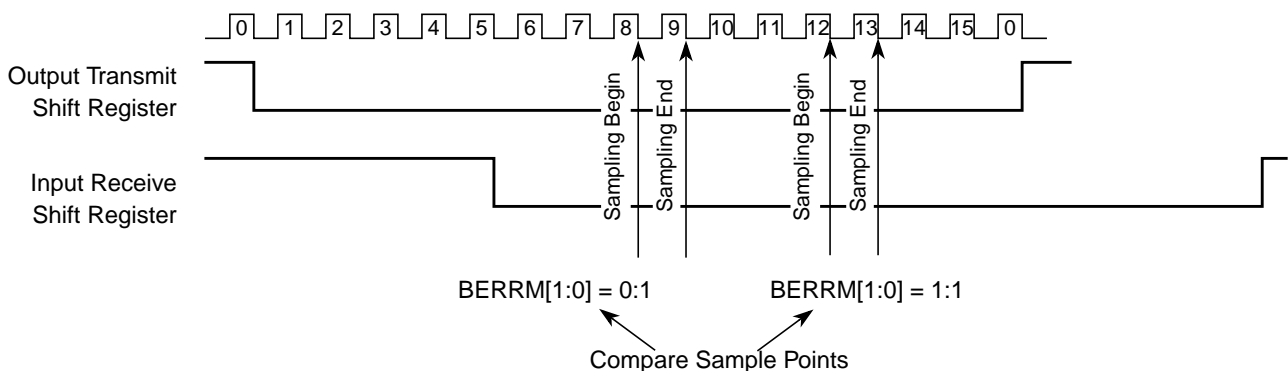 0 1 2 3 4 5 6 7 8 9 10 11 12 13 14 15 0
Output Transmit
Shift Register
Input Receive
Shift Register
Sampling Begin
Sampling End
Sampling Begin
Sampling End
BERRM[1:0] = 0:1
BERRM[1:0] = 1:1
Compare Sample Points